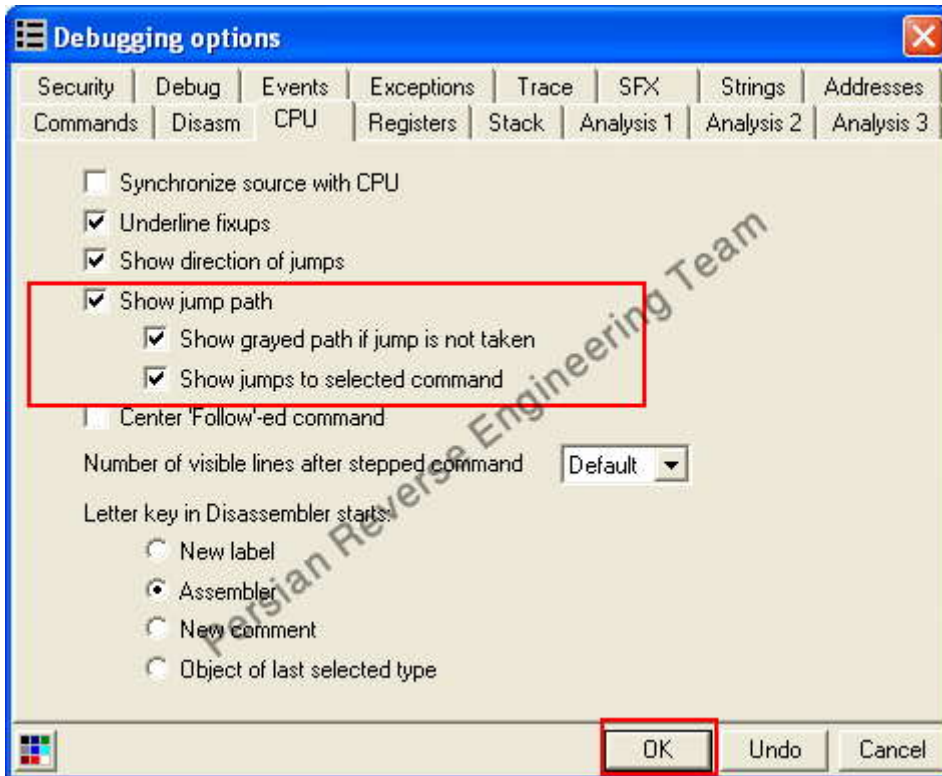 Debugging options
Security Debug Events Exceptions Trace SFX Strings Addresses
Commands Disasm CPU Registers Stack Analysis 1 Analysis 2 Analysis 3
Synchronize source with CPU
Underline fixups
Show direction of jumps
Show jump path
Show grayed path if jump is not taken
Show jumps to selected command
Center 'Follow'-ed command
Number of visible lines after stepped command Default
Letter key in Disassembler starts:
New label
Assembler
New comment
Object of last selected type
Persian Reverse Engineering Team
OK Undo Cancel